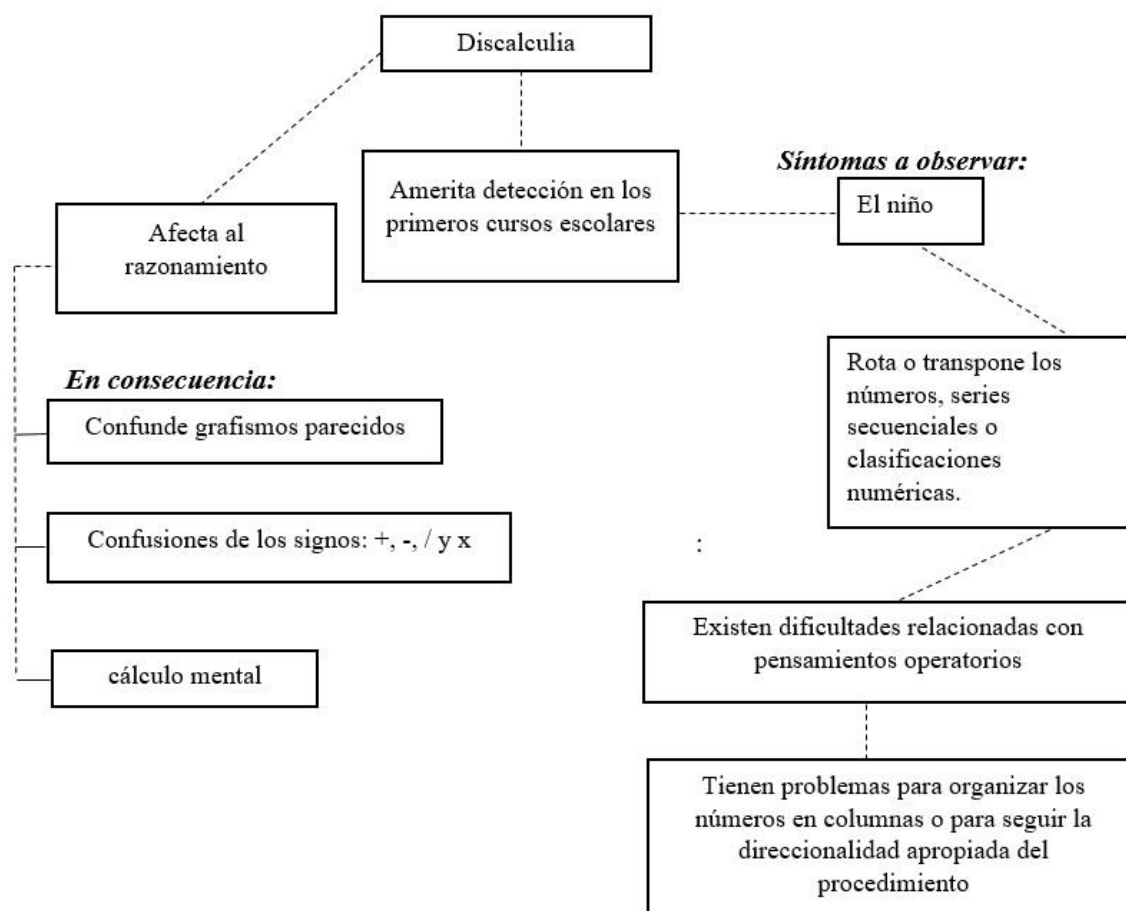 Discalculia
Amerita detección en los
primeros cursos escolares
Síntomas a observar:
El niño
Afecta al
razonamiento
Rota o transpone los
números, series
secuenciales o
clasificaciones
numéricas.
En consecuencia:
Confunde grafismos parecidos
Confusiones de los signos: +, -, / y x
:
cálculo mental
Existen dificultades relacionadas con
pensamientos operatorios
Tienen problemas para organizar los
números en columnas o para seguir la
direccionalidad apropiada del
procedimiento